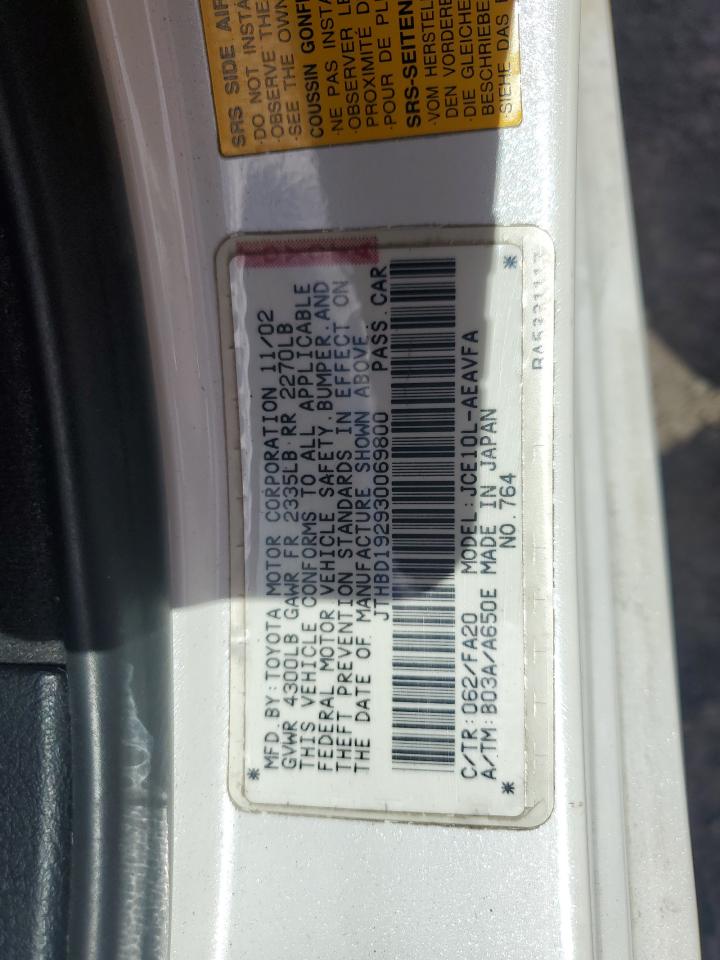 SRS SIDE AIR
·DO NOT INSTA
·OBSERVE THE
·SEE THE OWN
COUSSIN GONF
·NE PAS INSTA
·OBSERVER LE
PROXIMITÉ D
·POUR DE PL
SRS-SEITEN
·VOM HERSTEL
DEN VORDERE
·DIE GLEICHE
BESCHRIEBE
·SIEHE DAS
MFD. BY: TOYOTA MOTOR CORPORATION 11/02
GVWR 4300LB GAWR FR 2335LB RR 2270LB
THIS VEHICLE CONFORMS TO ALL APPLICABLE
FEDERAL MOTOR VEHICLE SAFETY, BUMPER, AND
THEFT PREVENTION STANDARDS IN EFFECT ON
THE DATE OF MANUFACTURE SHOWN ABOVE.
JTHBD192930069800 PASS. CAR
C/TR: 062/FA20 MODEL: JCE10L-AEAVFA
A/TM: B03A/A650E MADE IN JAPAN
NO. 764